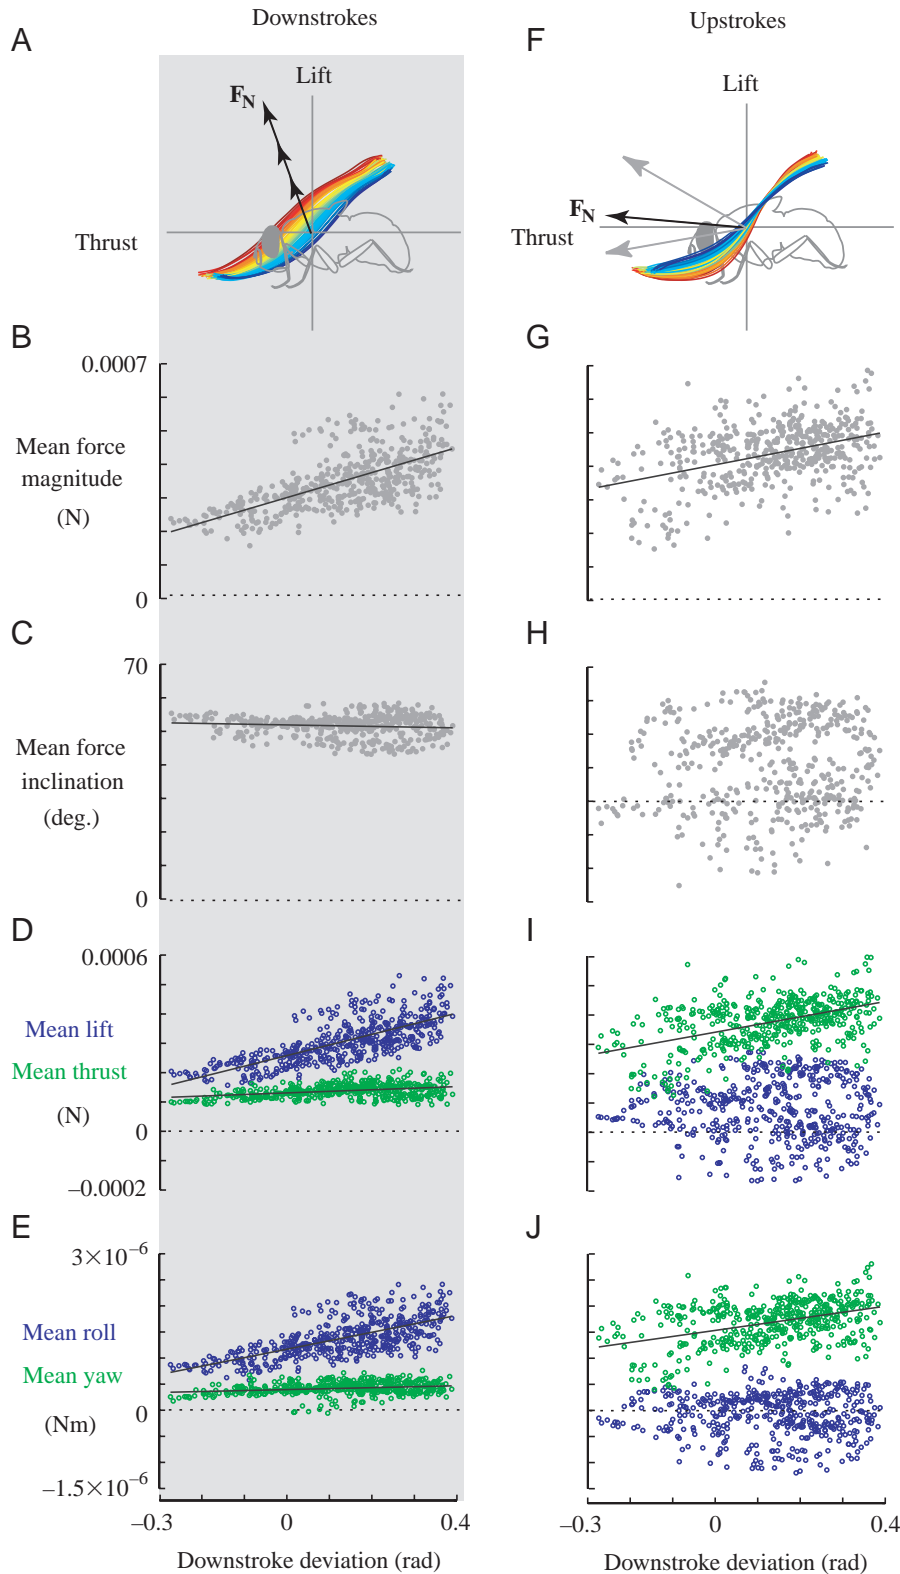 Downstrokes
Upstrokes
A
Lift
F_N
Thrust
F
Lift
F_N
Thrust
B
0.0007
Mean force
magnitude
(N)
0
G
C
70
Mean force
inclination
(deg.)
0
H
D
0.0006
Mean lift
Mean thrust
(N)
0
–0.0002
I
E
3×10⁻⁶
Mean roll
Mean yaw
(Nm)
0
–1.5×10⁻⁶
J
–0.3 0 0.4
Downstroke deviation (rad)
–0.3 0 0.4
Downstroke deviation (rad)